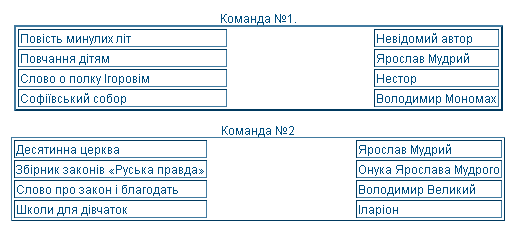 Команда №1.
Повість минулих літ Невідомий автор
Повчання дітям Ярослав Мудрий
Слово о полку Ігоровім Нестор
Софіївський собор Володимир Мономах
Команда №2
Десятинна церква Ярослав Мудрий
Збірник законів «Руська правда» Онука Ярослава Мудрого
Слово про закон і благодать Володимир Великий
Школи для дівчаток Іларіон